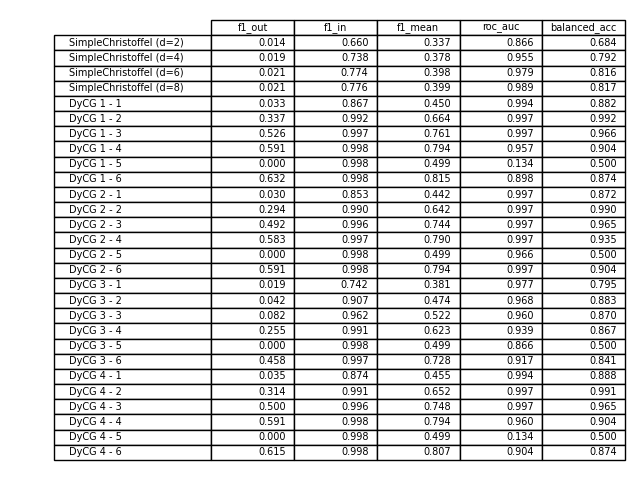 f1_out f1_in f1_mean roc_auc balanced_acc
SimpleChristoffel (d=2) 0.014 0.660 0.337 0.866 0.684
SimpleChristoffel (d=4) 0.019 0.738 0.378 0.955 0.792
SimpleChristoffel (d=6) 0.021 0.774 0.398 0.979 0.816
SimpleChristoffel (d=8) 0.021 0.776 0.399 0.989 0.817
DyCG 1 - 1 0.033 0.867 0.450 0.994 0.882
DyCG 1 - 2 0.337 0.992 0.664 0.997 0.992
DyCG 1 - 3 0.526 0.997 0.761 0.997 0.966
DyCG 1 - 4 0.591 0.998 0.794 0.957 0.904
DyCG 1 - 5 0.000 0.998 0.499 0.134 0.500
DyCG 1 - 6 0.632 0.998 0.815 0.898 0.874
DyCG 2 - 1 0.030 0.853 0.442 0.997 0.872
DyCG 2 - 2 0.294 0.990 0.642 0.997 0.990
DyCG 2 - 3 0.492 0.996 0.744 0.997 0.965
DyCG 2 - 4 0.583 0.997 0.790 0.997 0.935
DyCG 2 - 5 0.000 0.998 0.499 0.966 0.500
DyCG 2 - 6 0.591 0.998 0.794 0.997 0.904
DyCG 3 - 1 0.019 0.742 0.381 0.977 0.795
DyCG 3 - 2 0.042 0.907 0.474 0.968 0.883
DyCG 3 - 3 0.082 0.962 0.522 0.960 0.870
DyCG 3 - 4 0.255 0.991 0.623 0.939 0.867
DyCG 3 - 5 0.000 0.998 0.499 0.866 0.500
DyCG 3 - 6 0.458 0.997 0.728 0.917 0.841
DyCG 4 - 1 0.035 0.874 0.455 0.994 0.888
DyCG 4 - 2 0.314 0.991 0.652 0.997 0.991
DyCG 4 - 3 0.500 0.996 0.748 0.997 0.965
DyCG 4 - 4 0.591 0.998 0.794 0.960 0.904
DyCG 4 - 5 0.000 0.998 0.499 0.134 0.500
DyCG 4 - 6 0.615 0.998 0.807 0.904 0.874